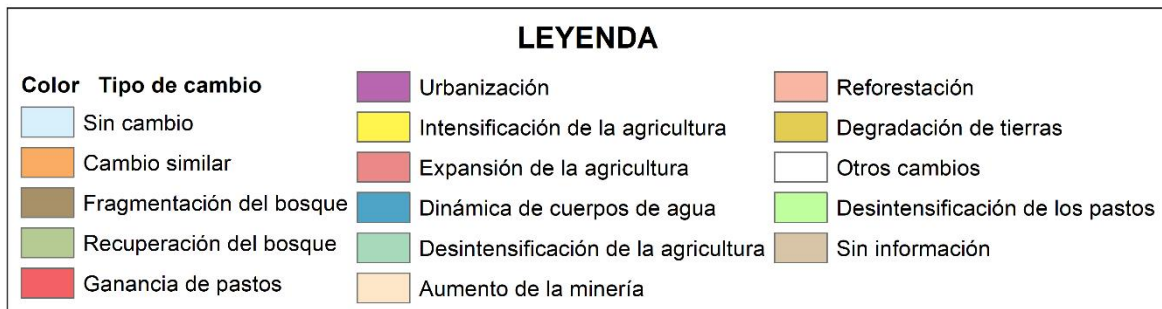 LEYENDA
Color Tipo de cambio
Sin cambio
Cambio similar
Fragmentación del bosque
Recuperación del bosque
Ganancia de pastos
Urbanización
Intensificación de la agricultura
Expansión de la agricultura
Dinámica de cuerpos de agua
Desintensificación de la agricultura
Aumento de la minería
Reforestación
Degradación de tierras
Otros cambios
Desintensificación de los pastos
Sin información